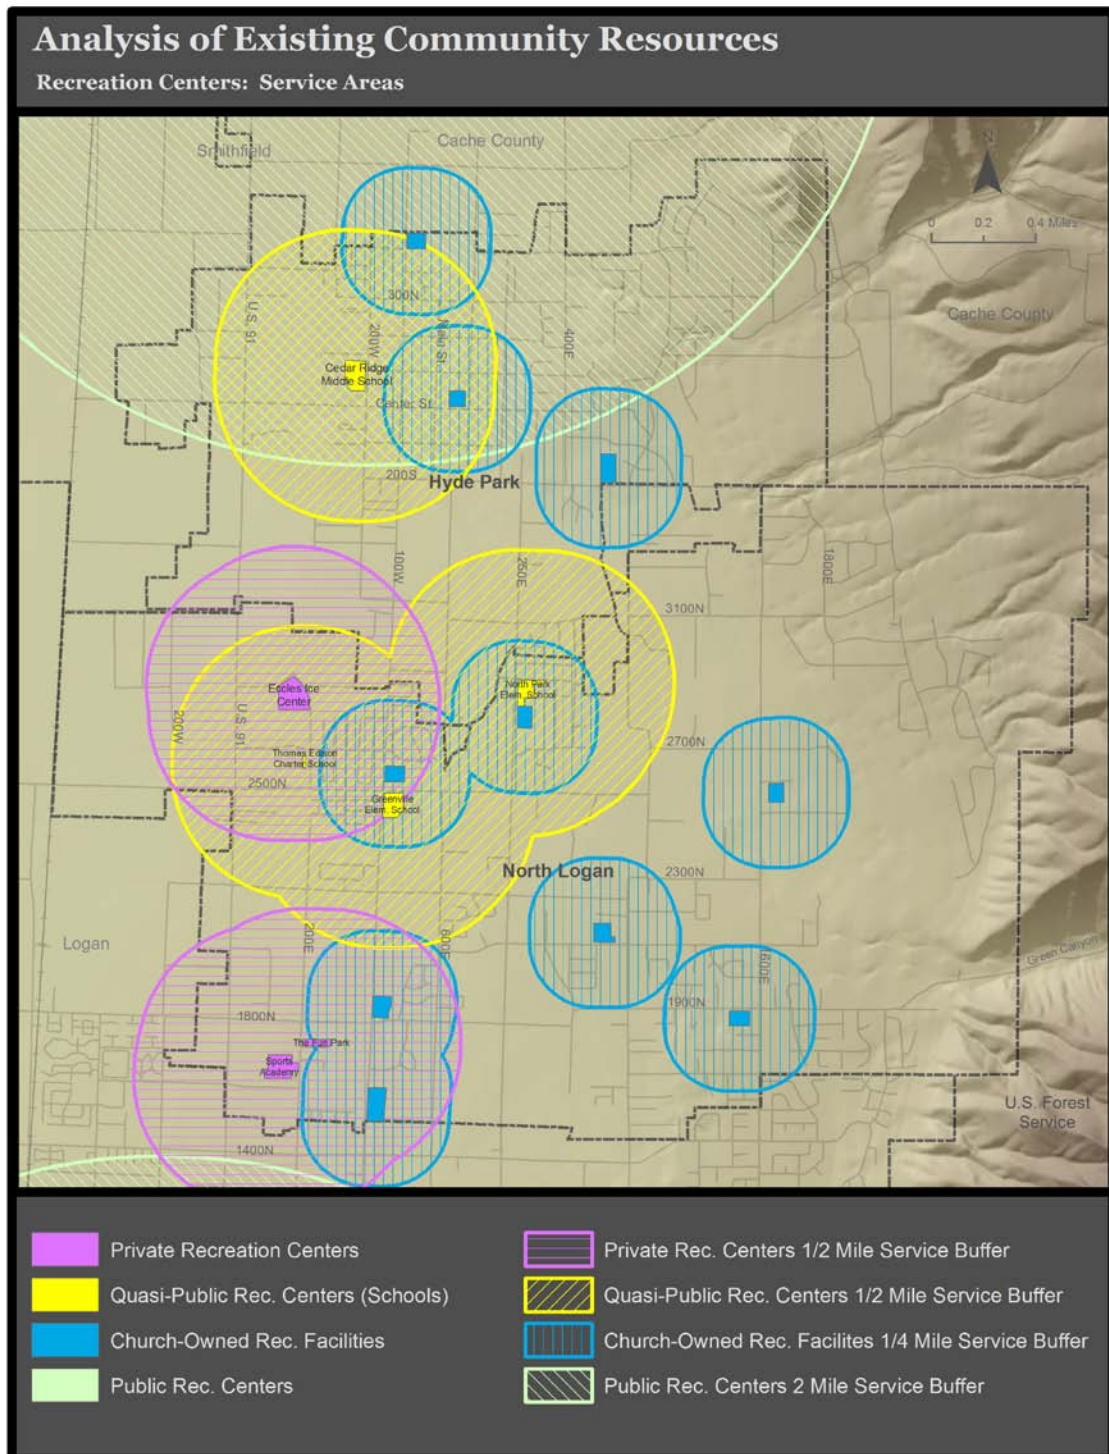 Analysis of Existing Community Resources
Recreation Centers: Service Areas
Smithfield
Cache County
N
0 0.2 0.4 Miles
300N
U.S. 91
200W
Main St.
400E
Cache County
Cedar Ridge
Middle School
Center St.
200S
Hyde Park
100W
250E
1800E
3100N
Eccles Ice
Center
North Park
Elem. School
200W
U.S. 91
2700N
Thomas Edison
Charter School
2500N
Greenville
Elem. School
North Logan
2300N
Logan
200E
600E
1600E
Green Canyon
1900N
1800N
The Fun Park
Sports
Academy
U.S. Forest
Service
1400N
Private Recreation Centers
Private Rec. Centers 1/2 Mile Service Buffer
Quasi-Public Rec. Centers (Schools)
Quasi-Public Rec. Centers 1/2 Mile Service Buffer
Church-Owned Rec. Facilities
Church-Owned Rec. Facilites 1/4 Mile Service Buffer
Public Rec. Centers
Public Rec. Centers 2 Mile Service Buffer